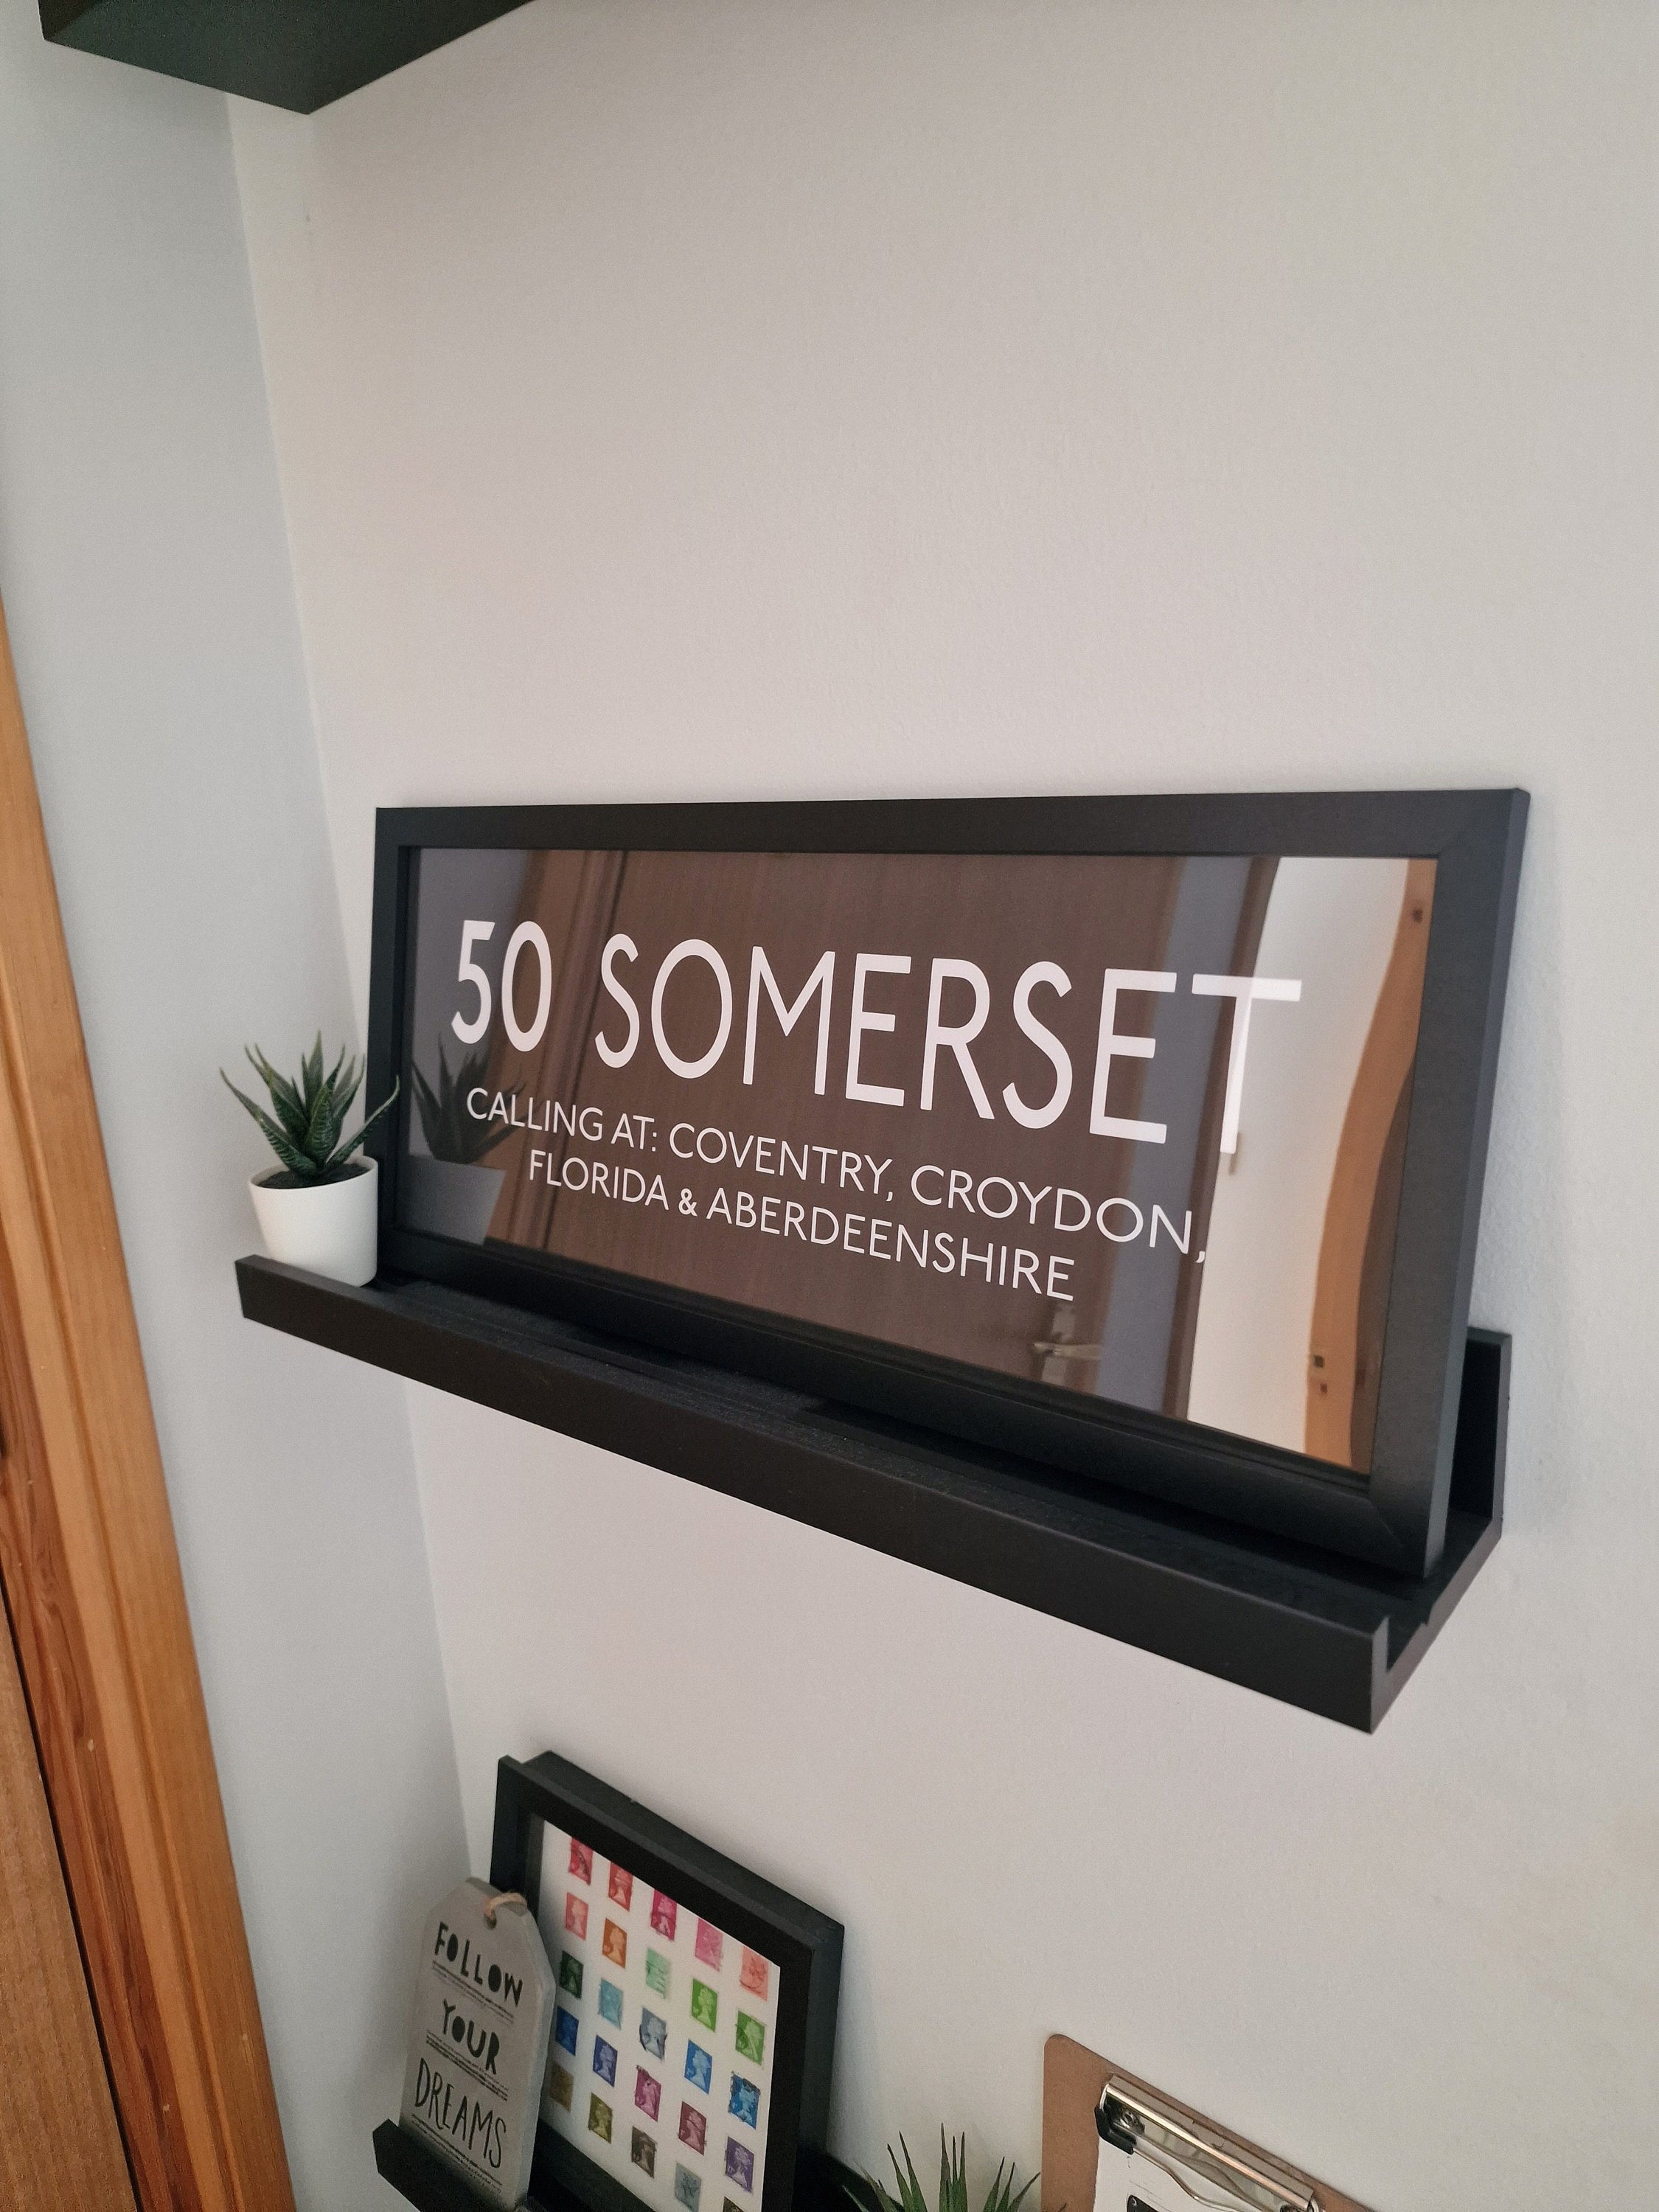 50 SOMERSET
CALLING AT: COVENTRY, CROYDON,
FLORIDA & ABERDEENSHIRE
FOLLOW
YOUR
DREAMS